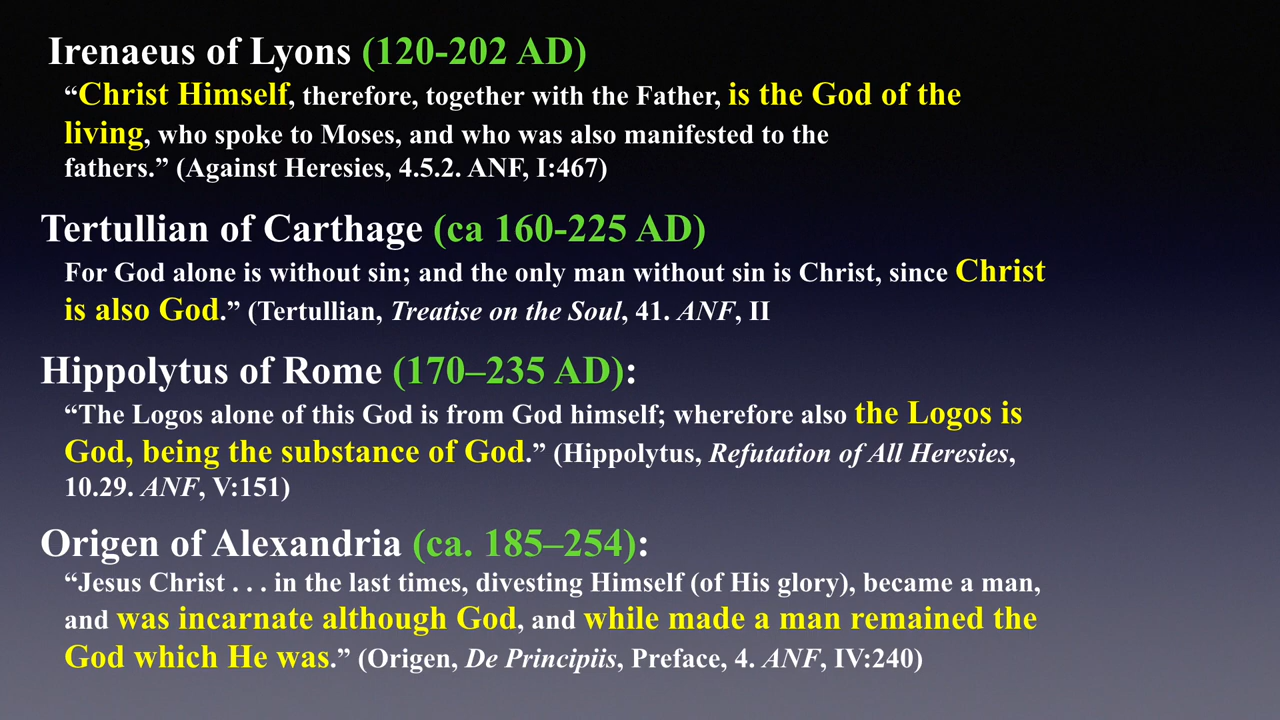 Irenaeus of Lyons (120-202 AD)
“Christ Himself, therefore, together with the Father, is the God of the
living, who spoke to Moses, and who was also manifested to the
fathers.” (Against Heresies, 4.5.2. ANF, I:467)
Tertullian of Carthage (ca 160-225 AD)
For God alone is without sin; and the only man without sin is Christ, since Christ
is also God.” (Tertullian, Treatise on the Soul, 41. ANF, II
Hippolytus of Rome (170–235 AD):
“The Logos alone of this God is from God himself; wherefore also the Logos is
God, being the substance of God.” (Hippolytus, Refutation of All Heresies,
10.29. ANF, V:151)
Origen of Alexandria (ca. 185–254):
“Jesus Christ . . . in the last times, divesting Himself (of His glory), became a man,
and was incarnate although God, and while made a man remained the
God which He was.” (Origen, De Principiis, Preface, 4. ANF, IV:240)